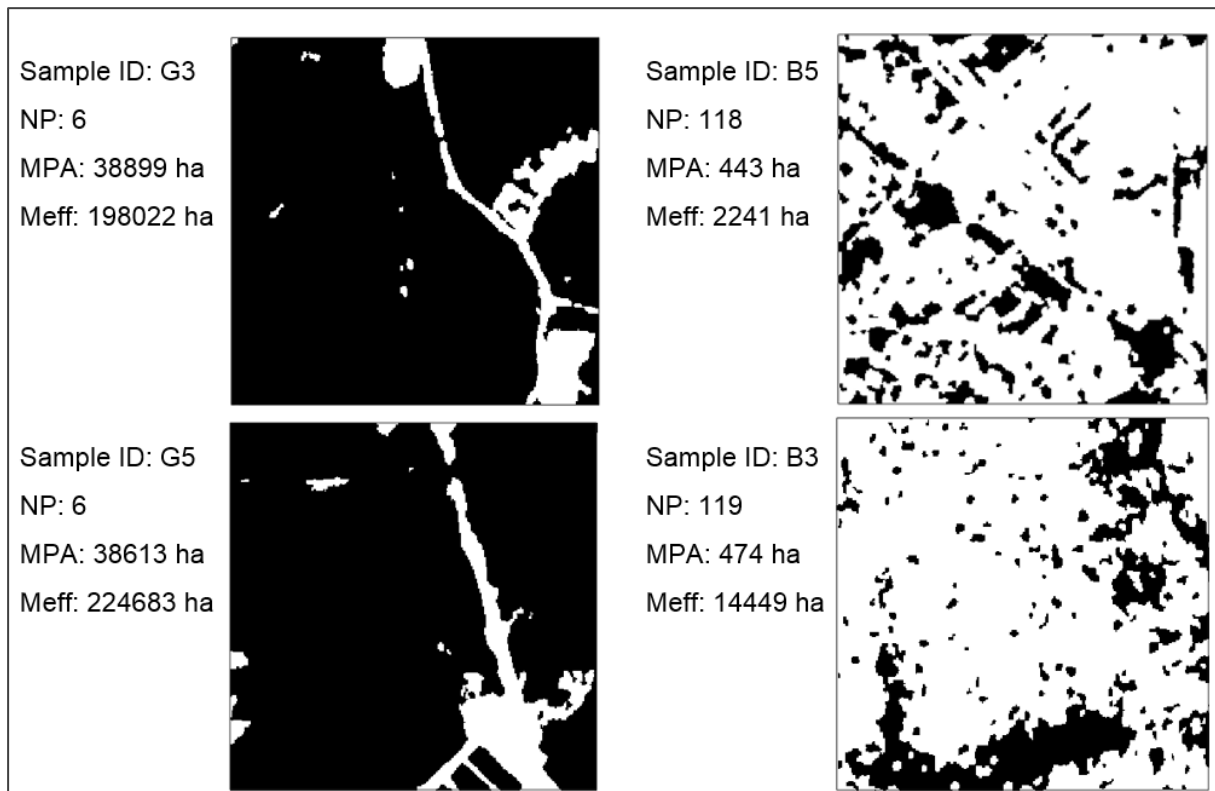 Sample ID: G3
NP: 6
MPA: 38899 ha
Meff: 198022 ha
Sample ID: B5
NP: 118
MPA: 443 ha
Meff: 2241 ha
Sample ID: G5
NP: 6
MPA: 38613 ha
Meff: 224683 ha
Sample ID: B3
NP: 119
MPA: 474 ha
Meff: 14449 ha